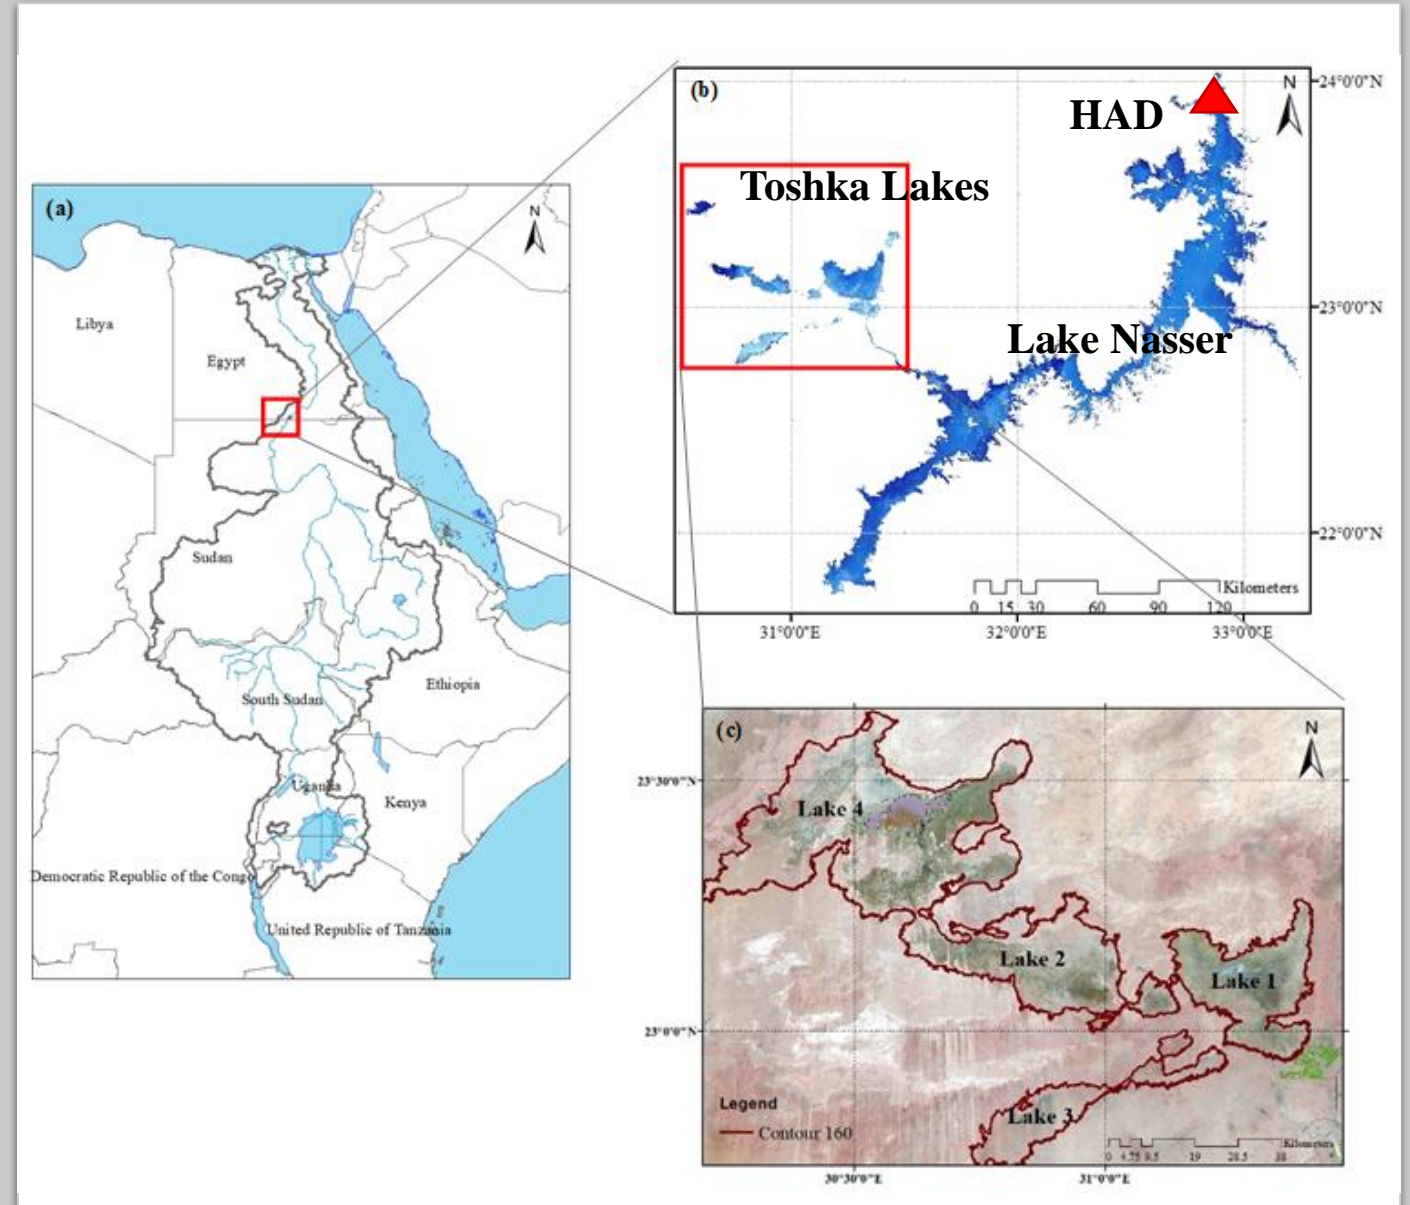 (a)
N
Libya
Egypt
Sudan
South Sudan
Ethiopia
Uganda
Kenya
Democratic Republic of the Congo
United Republic of Tanzania
(b)
N
24°0'0"N
HAD
Toshka Lakes
23°0'0"N
Lake Nasser
22°0'0"N
Kilometers
0 15 30 60 90 120
31°0'0"E 32°0'0"E 33°0'0"E
(c)
N
23°30'0"N
Lake 4
Lake 2
Lake 1
23°0'0"N
Legend
Lake 3
Contour 160
Kilometers
0 4.75 9.5 19 28.5 38
30°30'0"E 31°0'0"E